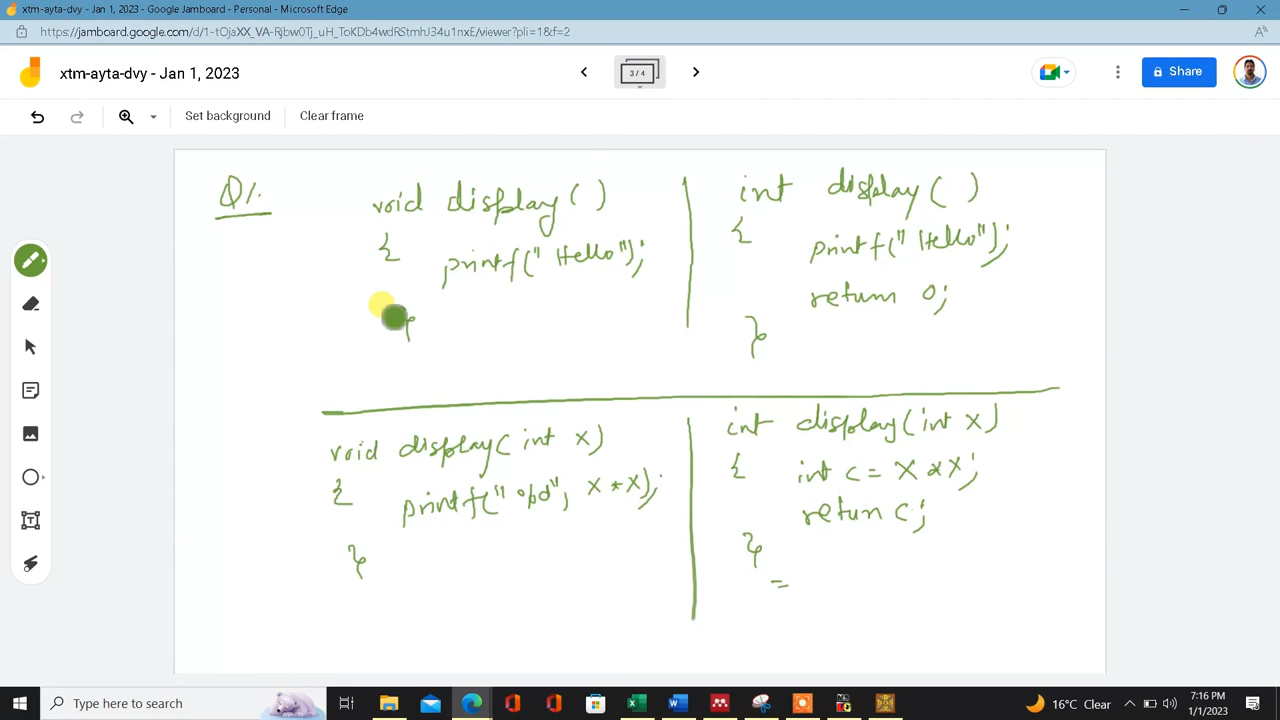 xtm-ayta-dvy - Jan 1, 2023 - Google Jamboard - Personal - Microsoft Edge
https://jamboard.google.com/d/1-tOjaXX_VA-RJbw0Tj_uH_ToKDb4wdRStmhJ34u1nxE/viewer?pli=1&f=2
xtm-ayta-dvy - Jan 1, 2023
3 / 4
Share
Set background
Clear frame
Q1.
void display( )
{
printf(" Hello");
}
int display( )
{
printf(" Hello");
return 0;
}
void display( int x)
{
printf("%d", x * x);
}
int display(int x)
{ int c = x * x;
return c;
}
=
Type here to search
16°C Clear
7:16 PM
1/1/2023